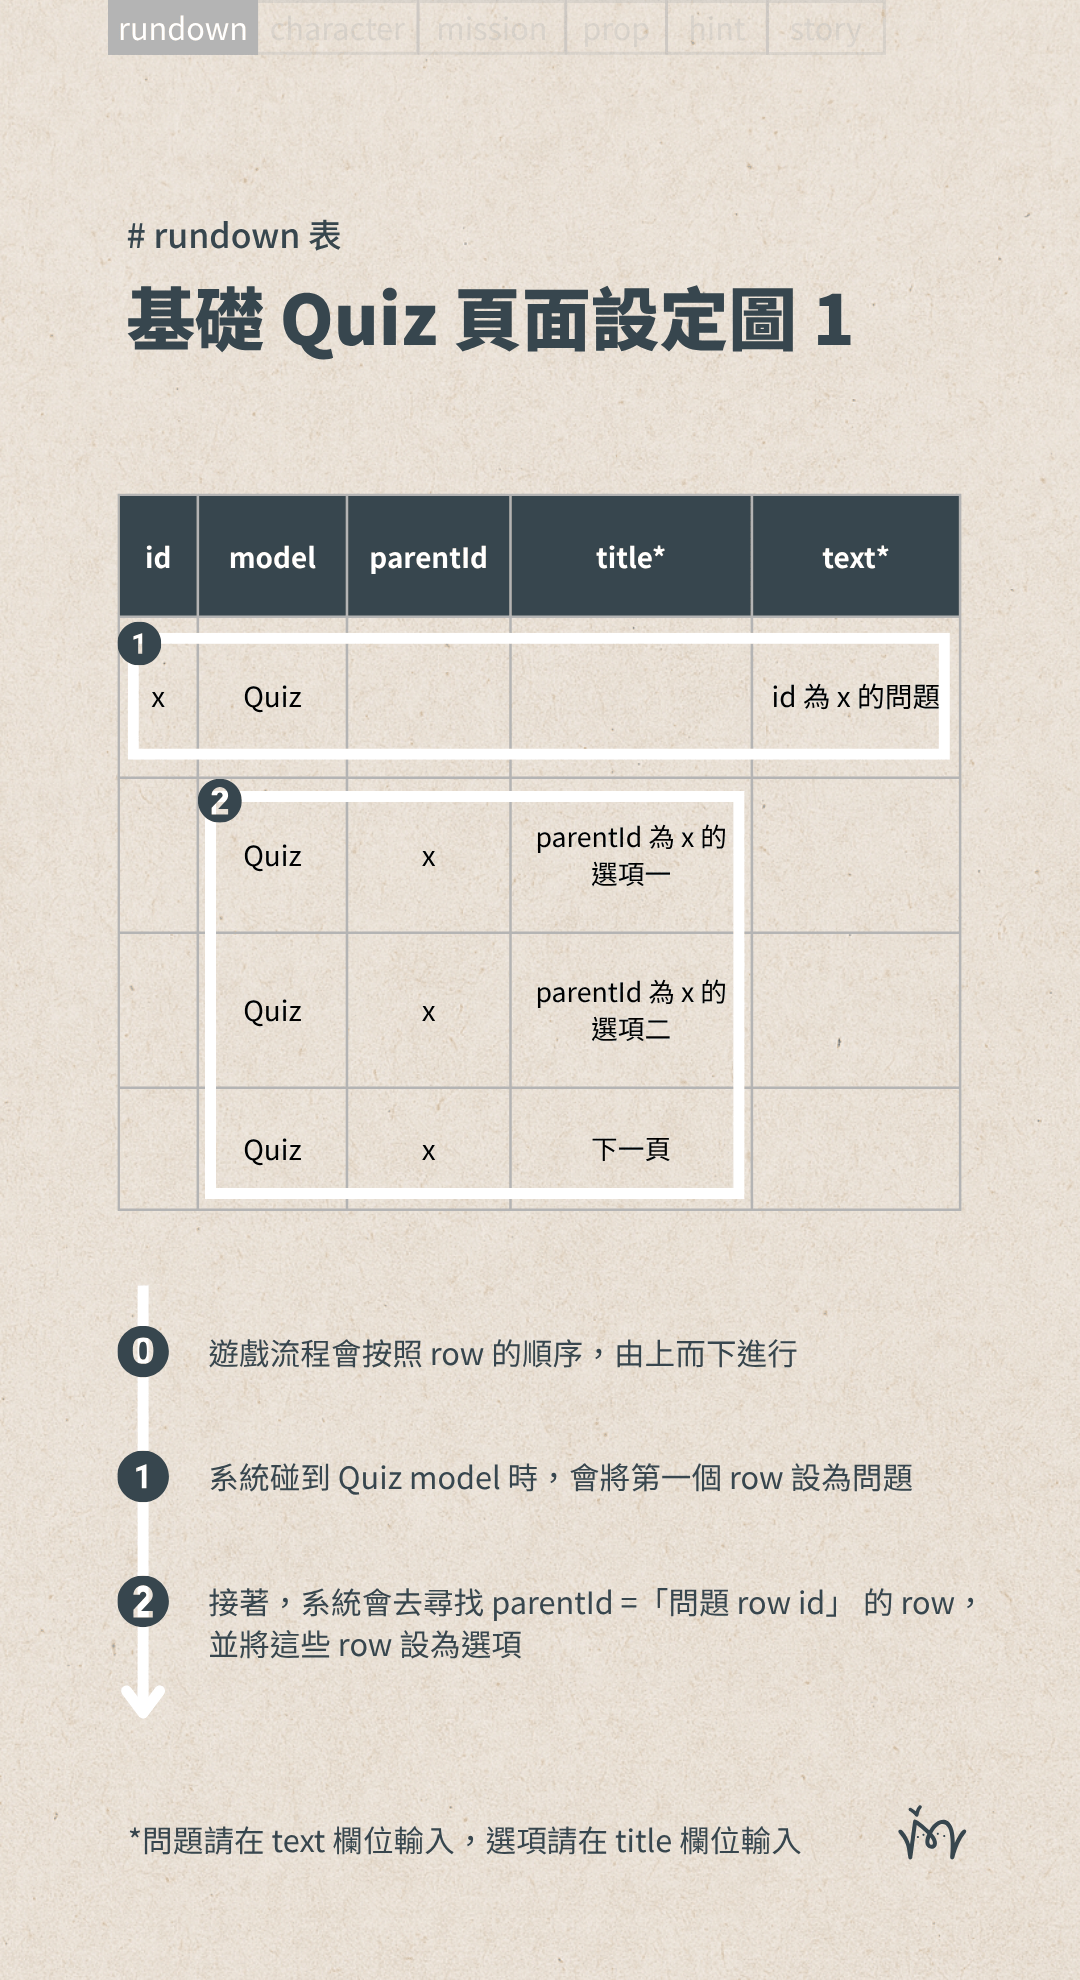 rundown character mission prop hint story
# rundown 表
基礎 Quiz 頁面設定圖 1
id model parentId title* text*
1
x Quiz id 為 x 的問題
2
Quiz x parentId 為 x 的
選項一
Quiz x parentId 為 x 的
選項二
Quiz x 下一頁
0 遊戲流程會按照 row 的順序，由上而下進行
1 系統碰到 Quiz model 時，會將第一個 row 設為問題
2 接著，系統會去尋找 parentId =「問題 row id」 的 row，
並將這些 row 設為選項
*問題請在 text 欄位輸入，選項請在 title 欄位輸入